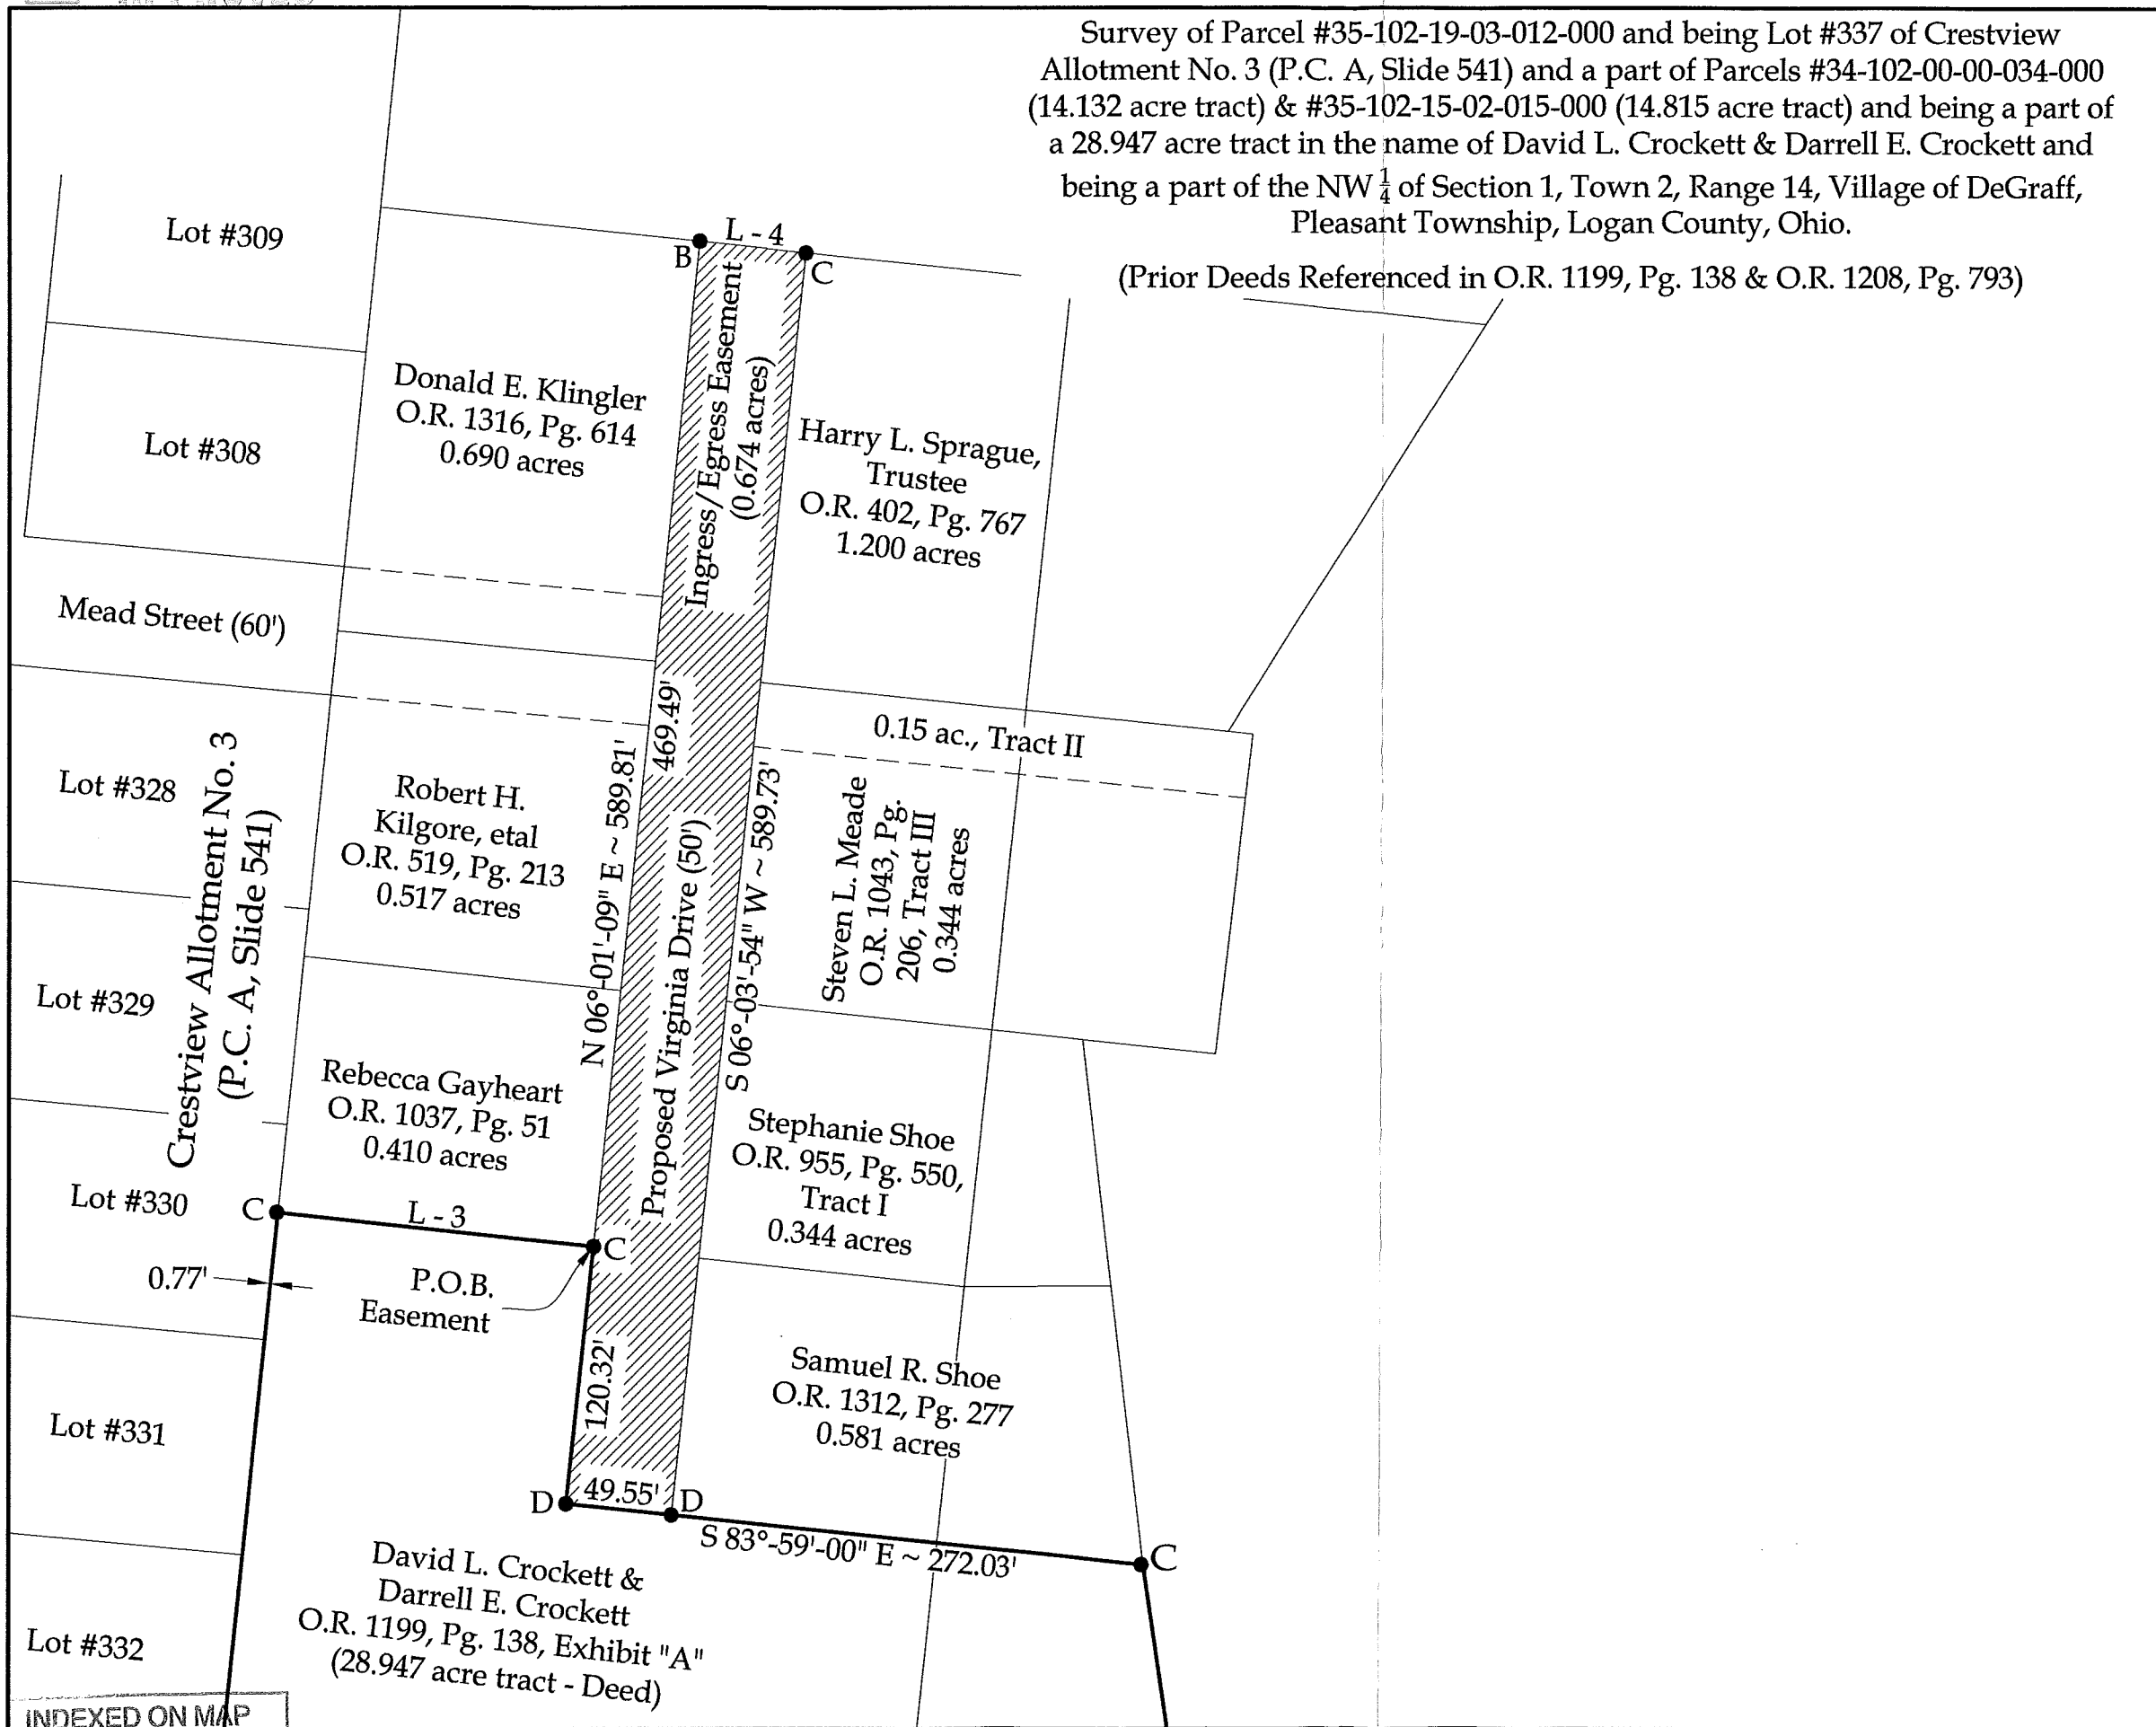 Survey of Parcel #35-102-19-03-012-000 and being Lot #337 of Crestview
Allotment No. 3 (P.C. A, Slide 541) and a part of Parcels #34-102-00-00-034-000
(14.132 acre tract) & #35-102-15-02-015-000 (14.815 acre tract) and being a part of
a 28.947 acre tract in the name of David L. Crockett & Darrell E. Crockett and
being a part of the NW 1/4 of Section 1, Town 2, Range 14, Village of DeGraff,
Pleasant Township, Logan County, Ohio.
(Prior Deeds Referenced in O.R. 1199, Pg. 138 & O.R. 1208, Pg. 793)
Lot #309
L - 4
B
C
Ingress/Egress Easement
(0.674 acres)
Donald E. Klingler
O.R. 1316, Pg. 614
0.690 acres
Lot #308
Harry L. Sprague,
Trustee
O.R. 402, Pg. 767
1.200 acres
Mead Street (60')
469.49'
0.15 ac., Tract II
Lot #328
Crestview Allotment No. 3
(P.C. A, Slide 541)
Robert H.
Kilgore, etal
O.R. 519, Pg. 213
0.517 acres
N 06°-01'-09" E ~ 589.81'
Proposed Virginia Drive (50')
S 06°-03'-54" W ~ 589.73'
Steven L. Meade
O.R. 1043, Pg.
206, Tract III
0.344 acres
Lot #329
Rebecca Gayheart
O.R. 1037, Pg. 51
0.410 acres
Stephanie Shoe
O.R. 955, Pg. 550,
Tract I
0.344 acres
Lot #330
C
L - 3
C
0.77'
P.O.B.
Easement
120.32'
Samuel R. Shoe
O.R. 1312, Pg. 277
0.581 acres
Lot #331
D
49.55'
D
S 83°-59'-00" E ~ 272.03'
C
David L. Crockett &
Darrell E. Crockett
O.R. 1199, Pg. 138, Exhibit "A"
(28.947 acre tract - Deed)
Lot #332
INDEXED ON MAP